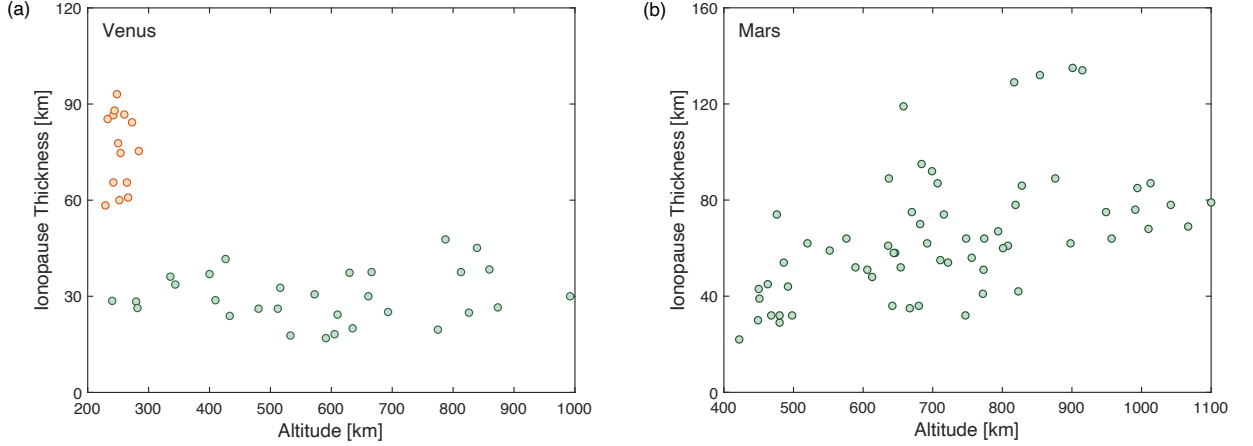 (a)
Venus
120
90
60
30
0
200 300 400 500 600 700 800 900 1000
Altitude [km]
Ionopause Thickness [km]
(b)
Mars
160
120
80
40
0
400 500 600 700 800 900 1000 1100
Altitude [km]
Ionopause Thickness [km]